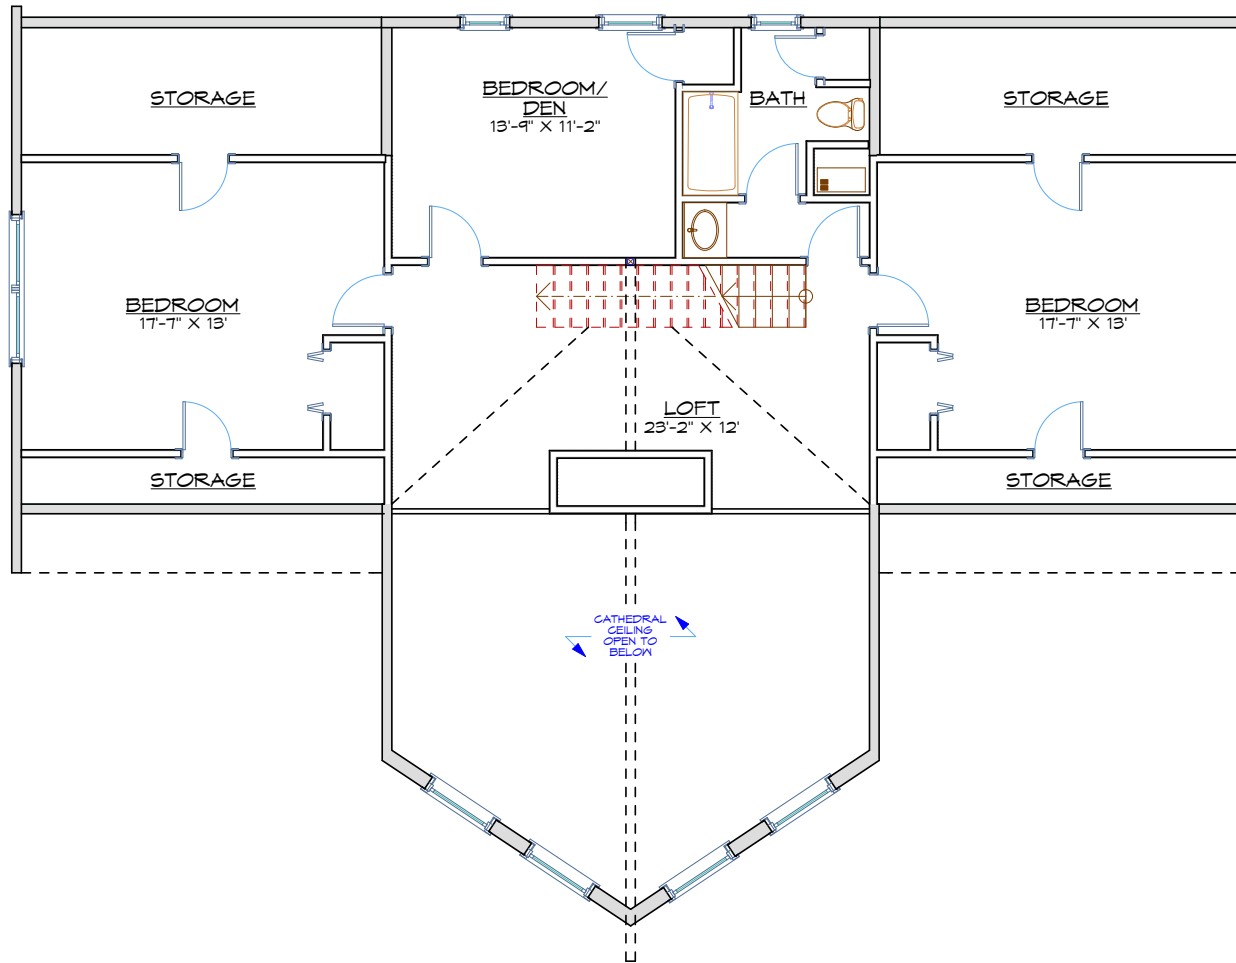 STORAGE
BEDROOM/
DEN
13'-9" X 11'-2"
BATH
STORAGE
BEDROOM
17'-7" X 13'
BEDROOM
17'-7" X 13'
LOFT
23'-2" X 12'
STORAGE
STORAGE
CATHEDRAL
CEILING
OPEN TO
BELOW